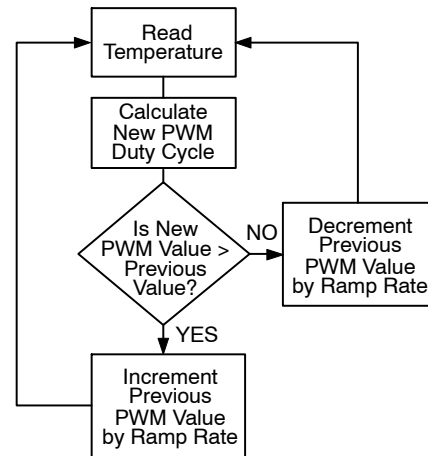 Read
Temperature
Calculate
New PWM
Duty Cycle
Is New
PWM Value >
Previous
Value?
NO
Decrement
Previous
PWM Value
by Ramp Rate
YES
Increment
Previous
PWM Value
by Ramp Rate